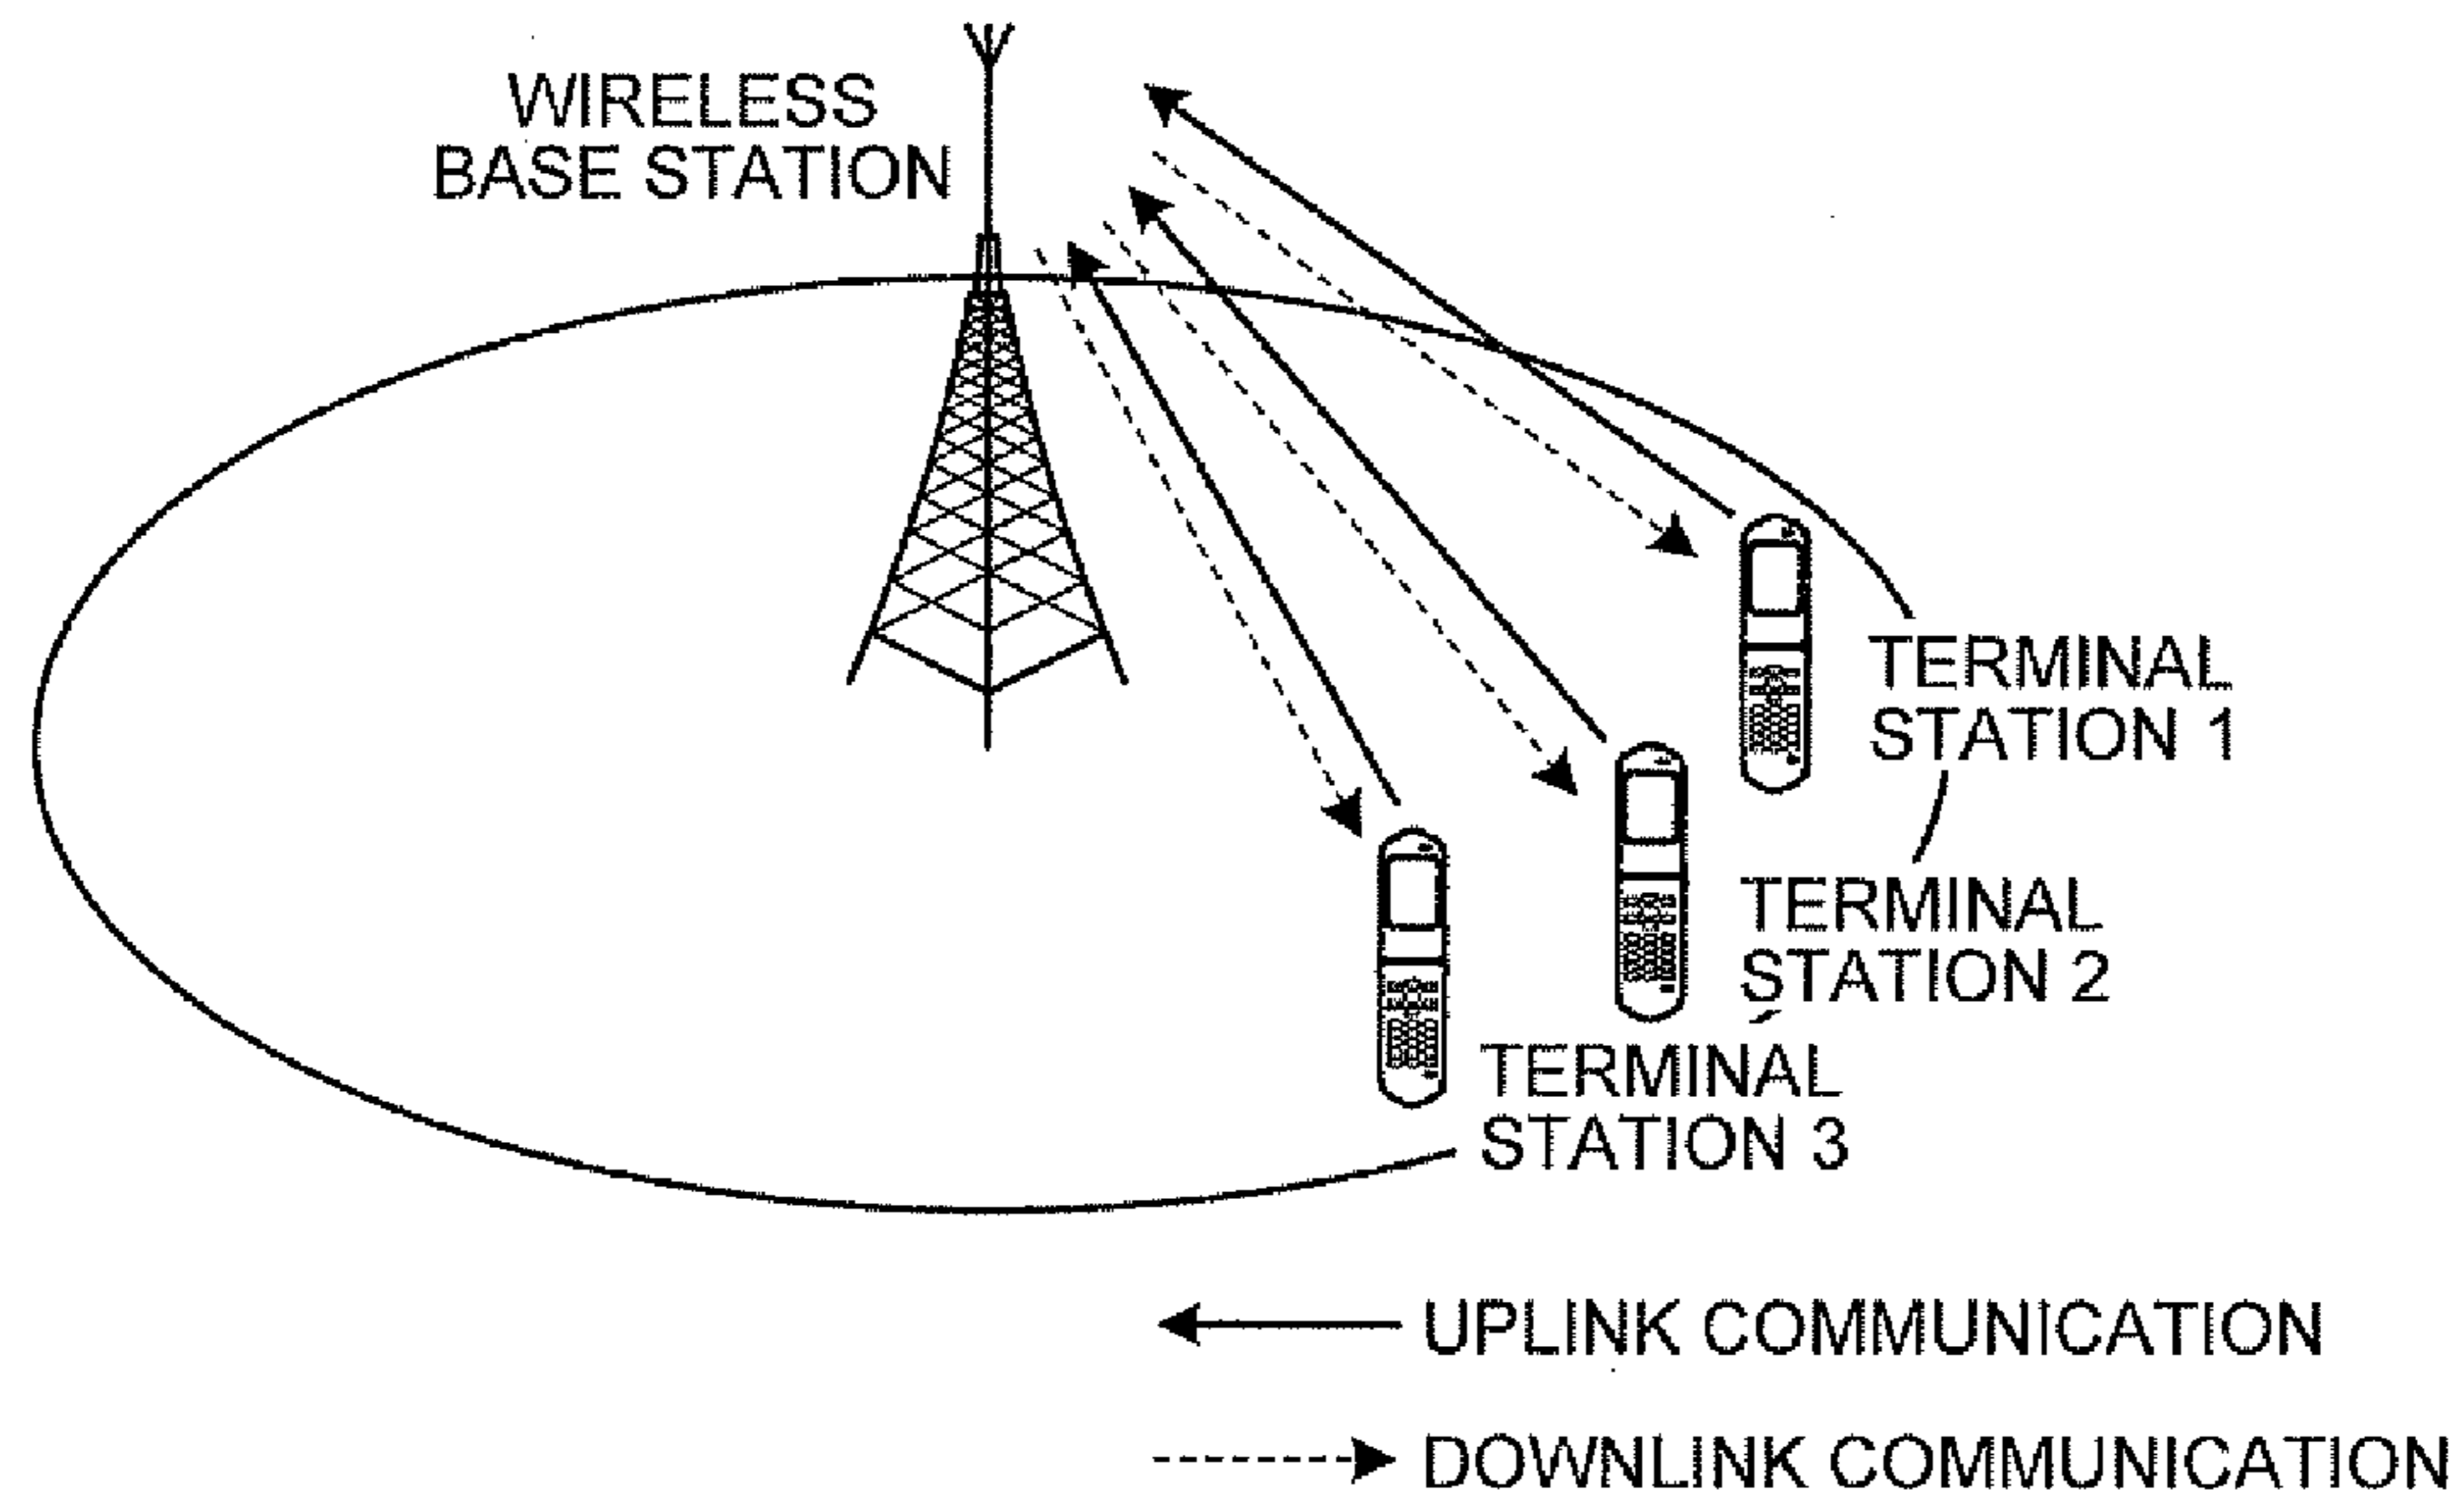 WIRELESS
BASE STATION
TERMINAL
STATION 1
TERMINAL
STATION 2
TERMINAL
STATION 3
UPLINK COMMUNICATION
DOWNLINK COMMUNICATION